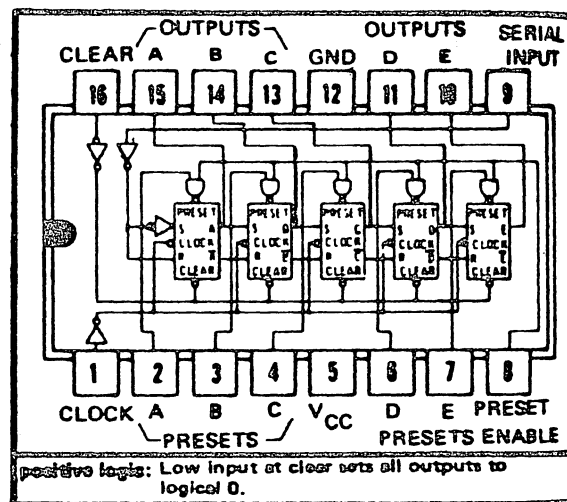 OUTPUTS OUTPUTS SERIAL
CLEAR A B C GND D E INPUT
16 15 14 13 12 11 10 9
PRESET PRESET PRESET PRESET PRESET
S A S S S S E
CLOCK CLOCK CLOCK CLOCK CLOCK
R R R R R
CLEAR CLEAR CLEAR CLEAR CLEAR
1 2 3 4 5 6 7 8
CLOCK A B C VCC D E PRESET
PRESETS PRESETS ENABLE
positive logic: Low input at clear sets all outputs to
logical 0.